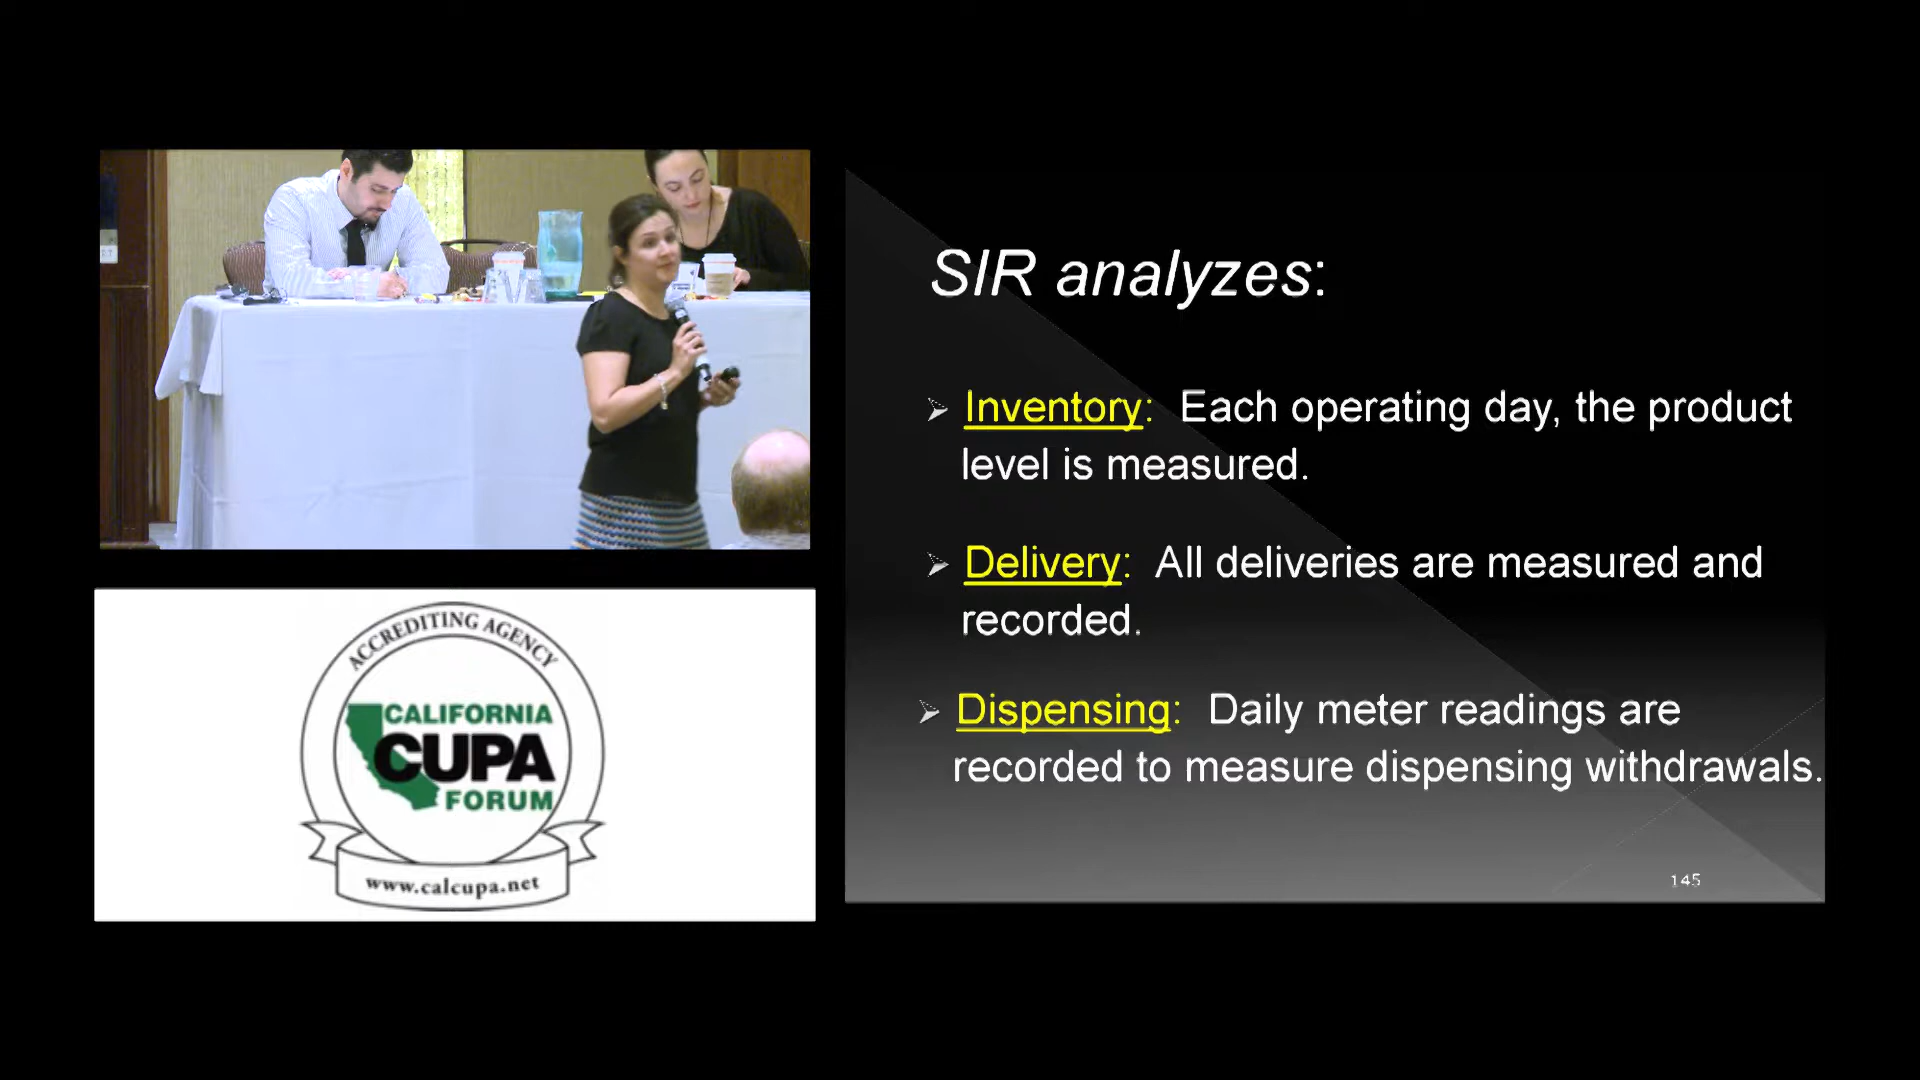 SIR analyzes:
➢ Inventory: Each operating day, the product
level is measured.
➢ Delivery: All deliveries are measured and
recorded.
➢ Dispensing: Daily meter readings are
recorded to measure dispensing withdrawals.
145
ACCREDITING AGENCY
CALIFORNIA
CUPA
FORUM
www.calcupa.net